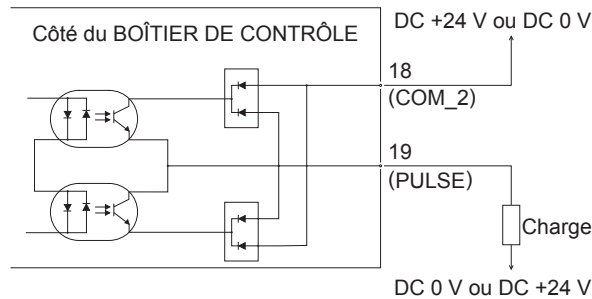 Côté du BOÎTIER DE CONTRÔLE
DC +24 V ou DC 0 V
18
(COM_2)
19
(PULSE)
Charge
DC 0 V ou DC +24 V